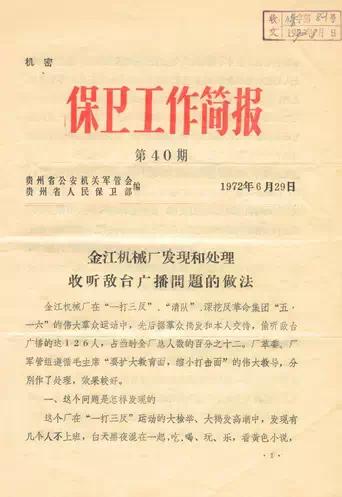 收 字第84号
文 1972年 月 日
机密
保卫工作简报
第40期
贵州省公安机关军管会
贵州省人民保卫部 编
1972年6月29日
金江机械厂发现和处理
收听敌台广播問題的做法
金江机械厂在“一打三反”、“清队”、深挖反革命集团“五·
一六”的伟大羣众运动中，先后据羣众揭发和本人交待，偷听敌台
广播的达126人，占当时全厂总人数的百分之十二。厂革委、厂
军管组遵循毛主席“要扩大教育面，缩小打击面”的伟大教导，分
别作了处理，效果较好。
一、这个问题是怎样发现的
这个厂在“一打三反”运动的大检举、大揭发高潮中，发现有
几个人不上班，白天黑夜混在一起，吃、喝、玩、乐，看黄色小说，
·1·